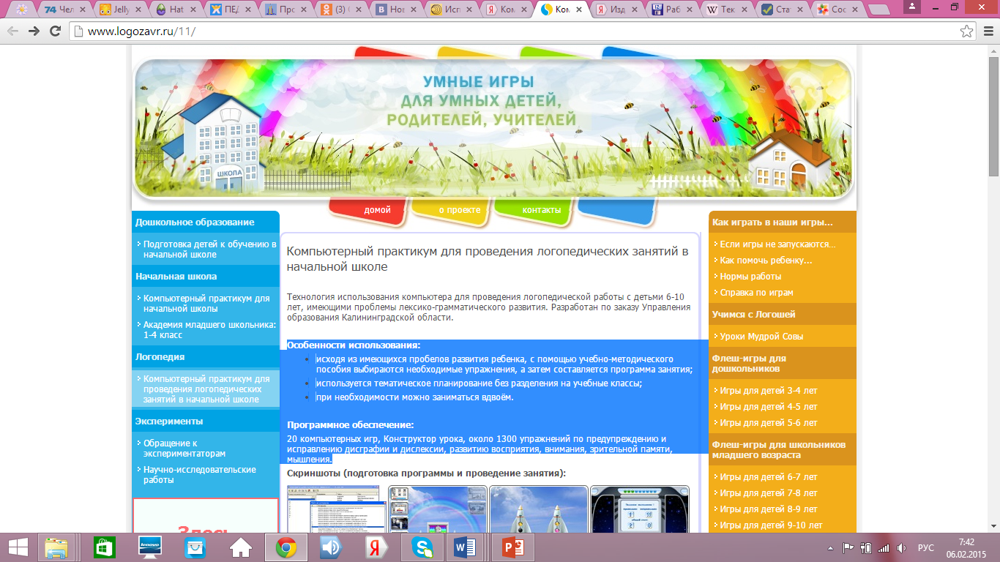 74 Чел
Jelly
Hat
ПЕД
Про
(3) (
Нов
Исп
Ком
Ком
Изд
Раб
Тек
Ста
Сос
www.logozavr.ru/11/
УМНЫЕ ИГРЫ
ДЛЯ УМНЫХ ДЕТЕЙ,
РОДИТЕЛЕЙ, УЧИТЕЛЕЙ
ШКОЛА
домой
о проекте
контакты
Дошкольное образование
Подготовка детей к обучению в
начальной школе
Начальная школа
Компьютерный практикум для
начальной школы
Академия младшего школьника:
1-4 класс
Логопедия
Компьютерный практикум для
проведения логопедических
занятий в начальной школе
Эксперименты
Обращение к
экспериментаторам
Научно-исследовательские
работы
Здесь
Компьютерный практикум для проведения логопедических занятий в
начальной школе
Технология использования компьютера для проведения логопедической работы с детьми 6-10
лет, имеющими проблемы лексико-грамматического развития. Разработан по заказу Управления
образования Калининградской области.
Особенности использования:
исходя из имеющихся пробелов развития ребенка, с помощью учебно-методического
пособия выбираются необходимые упражнения, а затем составляется программа занятия;
используется тематическое планирование без разделения на учебные классы;
при необходимости можно заниматься вдвоём.
Программное обеспечение:
20 компьютерных игр, Конструктор урока, около 1300 упражнений по предупреждению и
исправлению дисграфии и дислексии, развитию восприятия, внимания, зрительной памяти,
мышления.
Скриншоты (подготовка программы и проведение занятия):
Как играть в наши игры...
Если игры не запускаются...
Как помочь ребенку...
Нормы работы
Справка по играм
Учимся с Логошей
Уроки Мудрой Совы
Флеш-игры для
дошкольников
Игры для детей 3-4 лет
Игры для детей 4-5 лет
Игры для детей 5-6 лет
Флеш-игры для школьников
младшего возраста
Игры для детей 6-7 лет
Игры для детей 7-8 лет
Игры для детей 8-9 лет
Игры для детей 9-10 лет
lenovo
РУС
7:42
06.02.2015